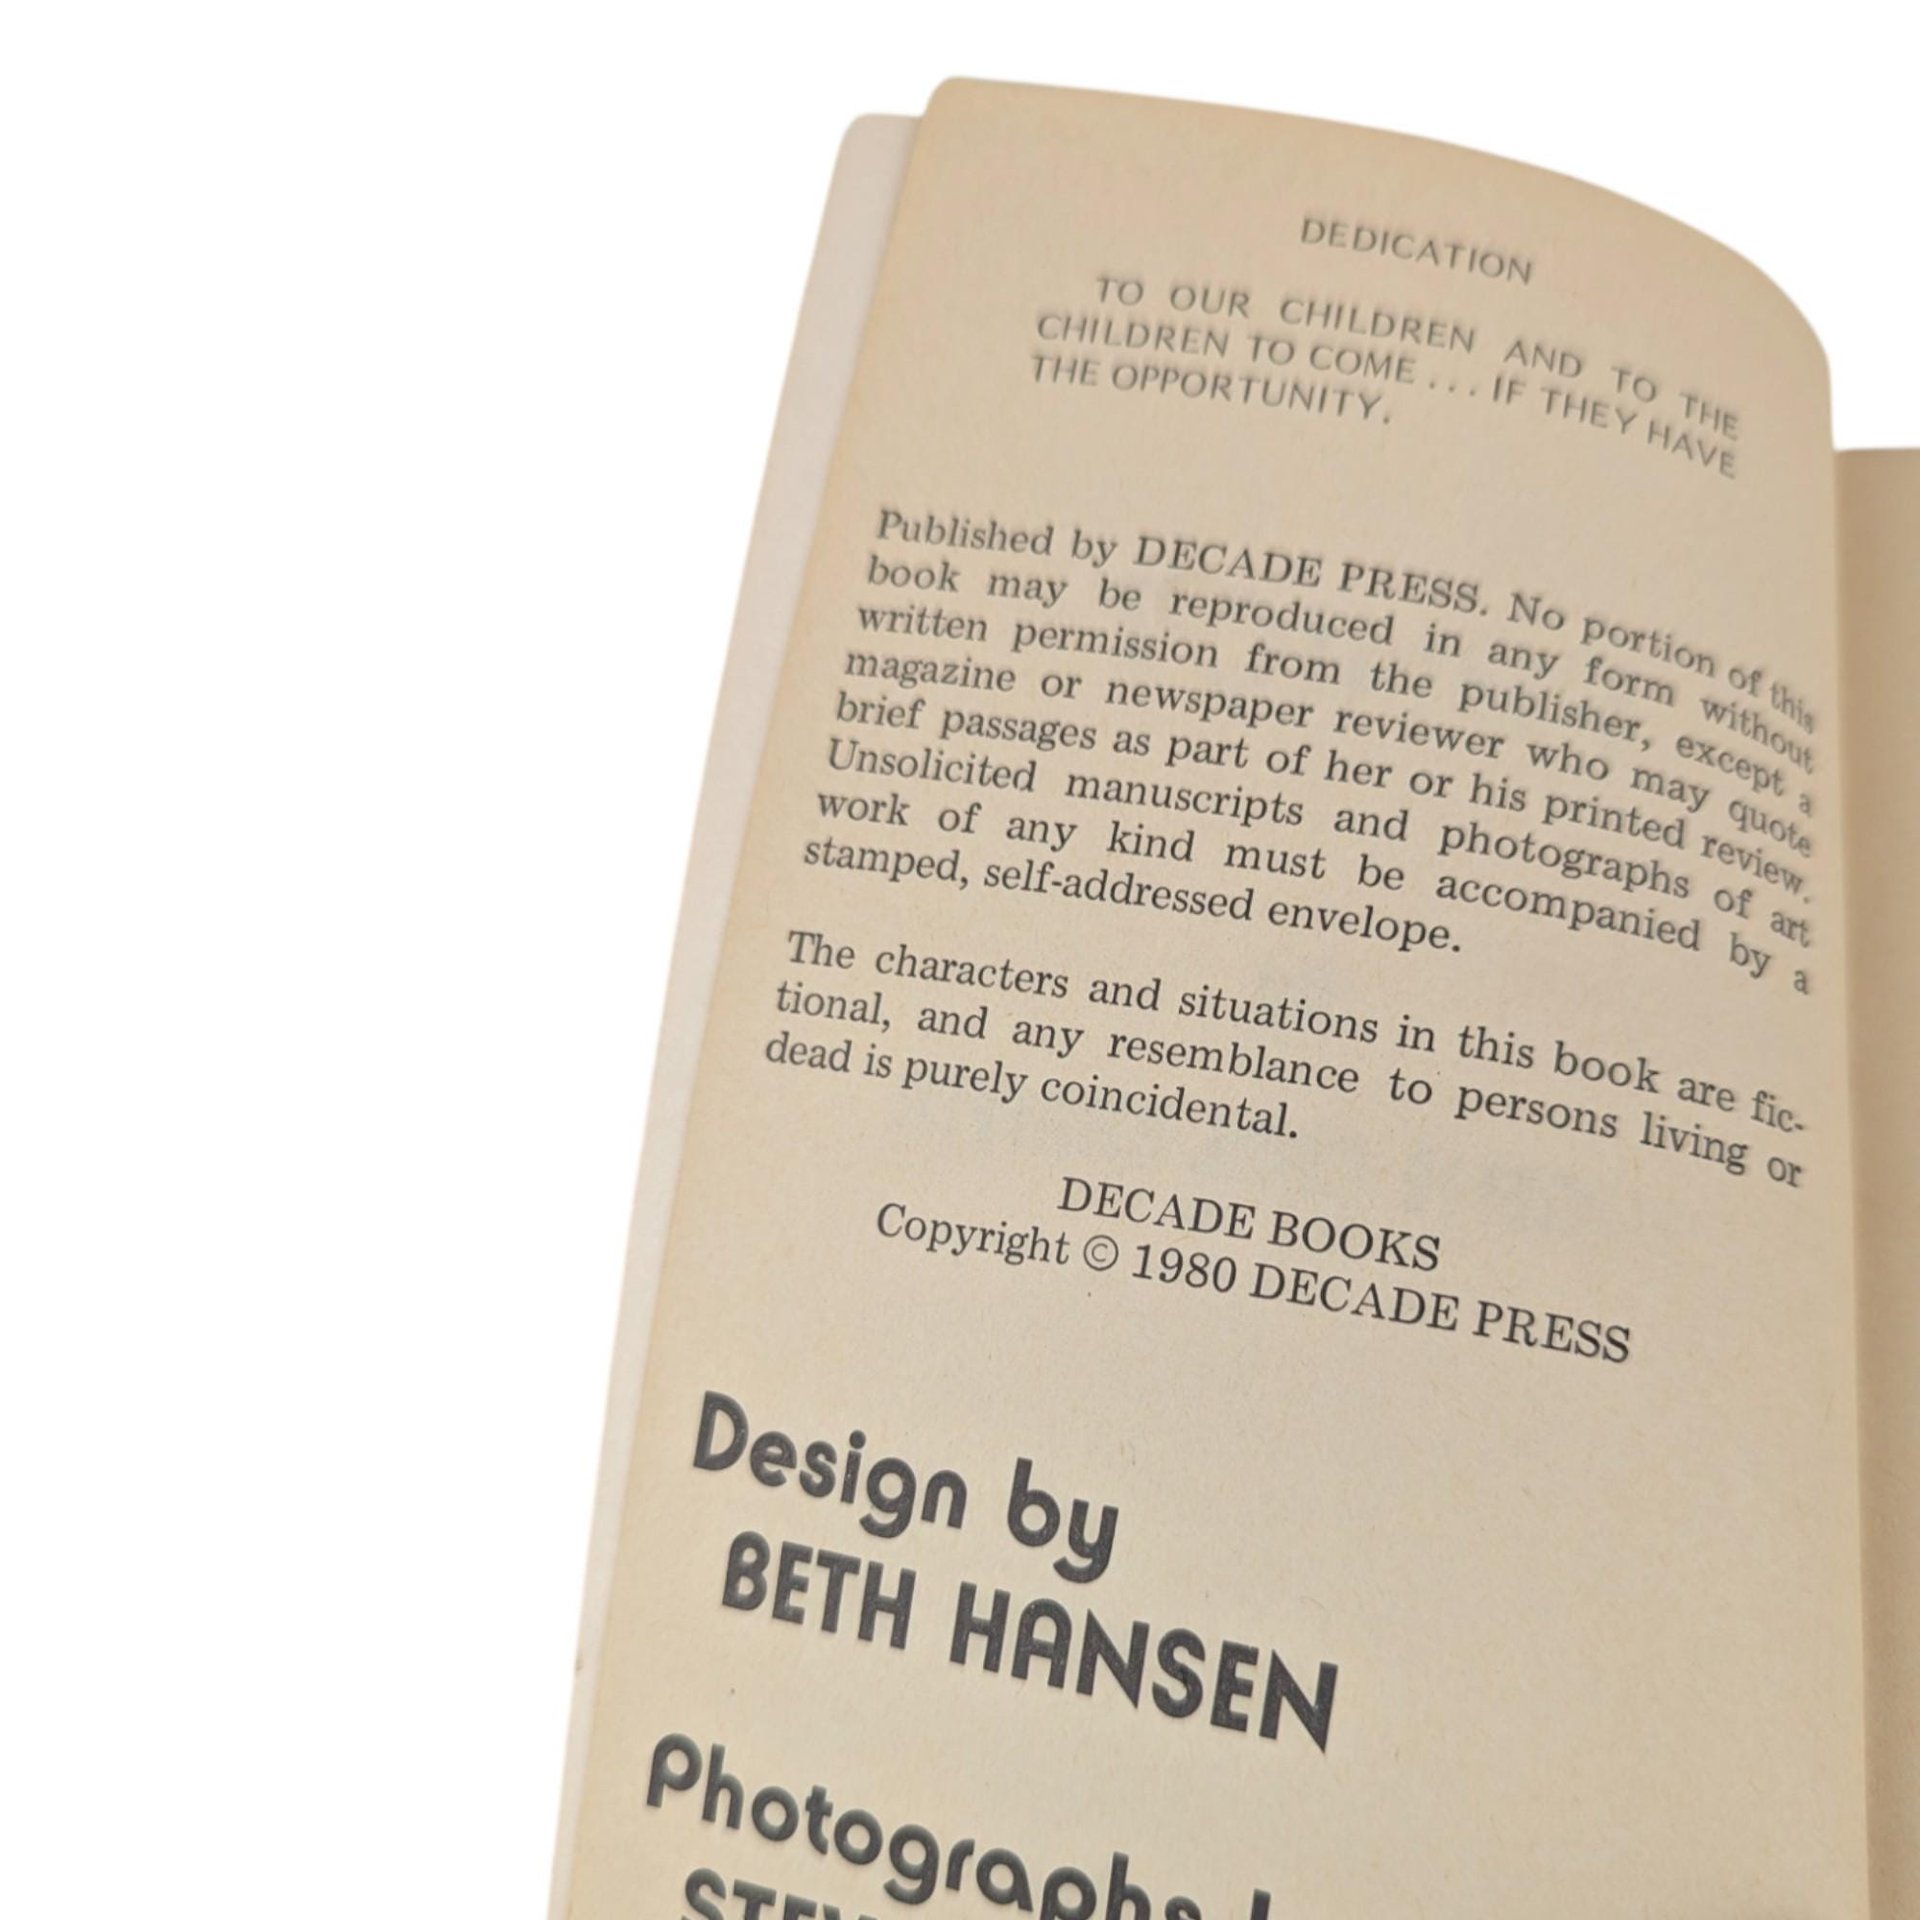 DEDICATION
TO OUR CHILDREN AND TO THE
CHILDREN TO COME . . . IF THEY HAVE
THE OPPORTUNITY.
Published by DECADE PRESS. No portion of this
book may be reproduced in any form without
written permission from the publisher, except a
magazine or newspaper reviewer who may quote
brief passages as part of her or his printed review.
Unsolicited manuscripts and photographs of art
work of any kind must be accompanied by a
stamped, self-addressed envelope.
The characters and situations in this book are fic-
tional, and any resemblance to persons living or
dead is purely coincidental.
DECADE BOOKS
Copyright © 1980 DECADE PRESS
Design by
BETH HANSEN
Photographs